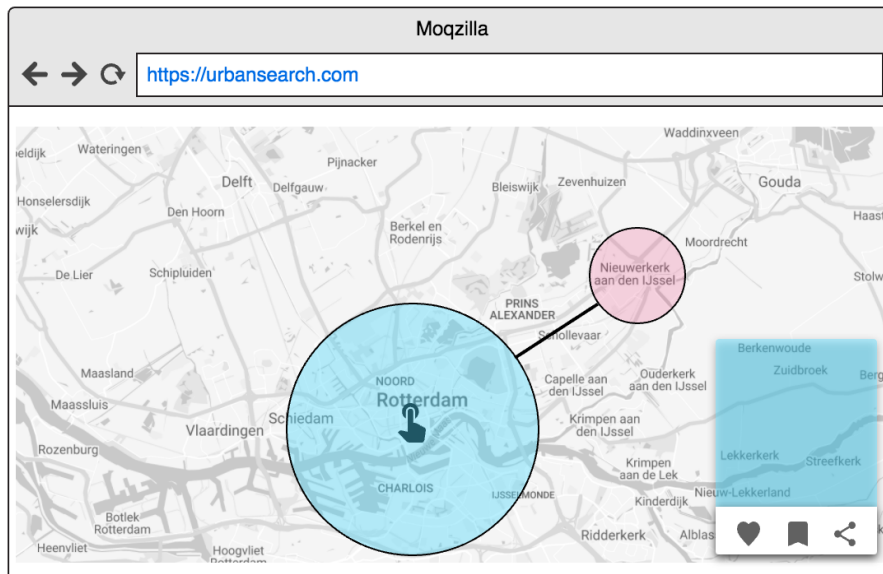 Moqzilla
https://urbansearch.com
Waddinxveen
Wateringen
Pijnacker
Delft
Delfgauw
Bleiswijk
Zevenhuizen
Gouda
Honselersdijk
Den Hoorn
wijk
Berkel en
Rodenrijs
Moordrecht
De Lier
Schipluiden
Nieuwerkerk
aan den IJssel
PRINS
ALEXANDER
Schollevaar
Berkenwoude
Maasland
NOORD
Capelle aan
den IJssel
Ouderkerk
aan den IJssel
Zuidbroek
Berg
Maassluis
Rotterdam
Schiedam
Vlaardingen
Krimpen aan
den IJssel
Rozenburg
Krimpen
aan de Lek
Lekkerkerk
Streefkerk
CHARLOIS
IJSSELMONDE
Kinderdijk
Nieuw-Lekkerland
Botlek
Rotterdam
Ridderkerk
Alblas
Heenvliet
Hoogvliet
Rotterdam